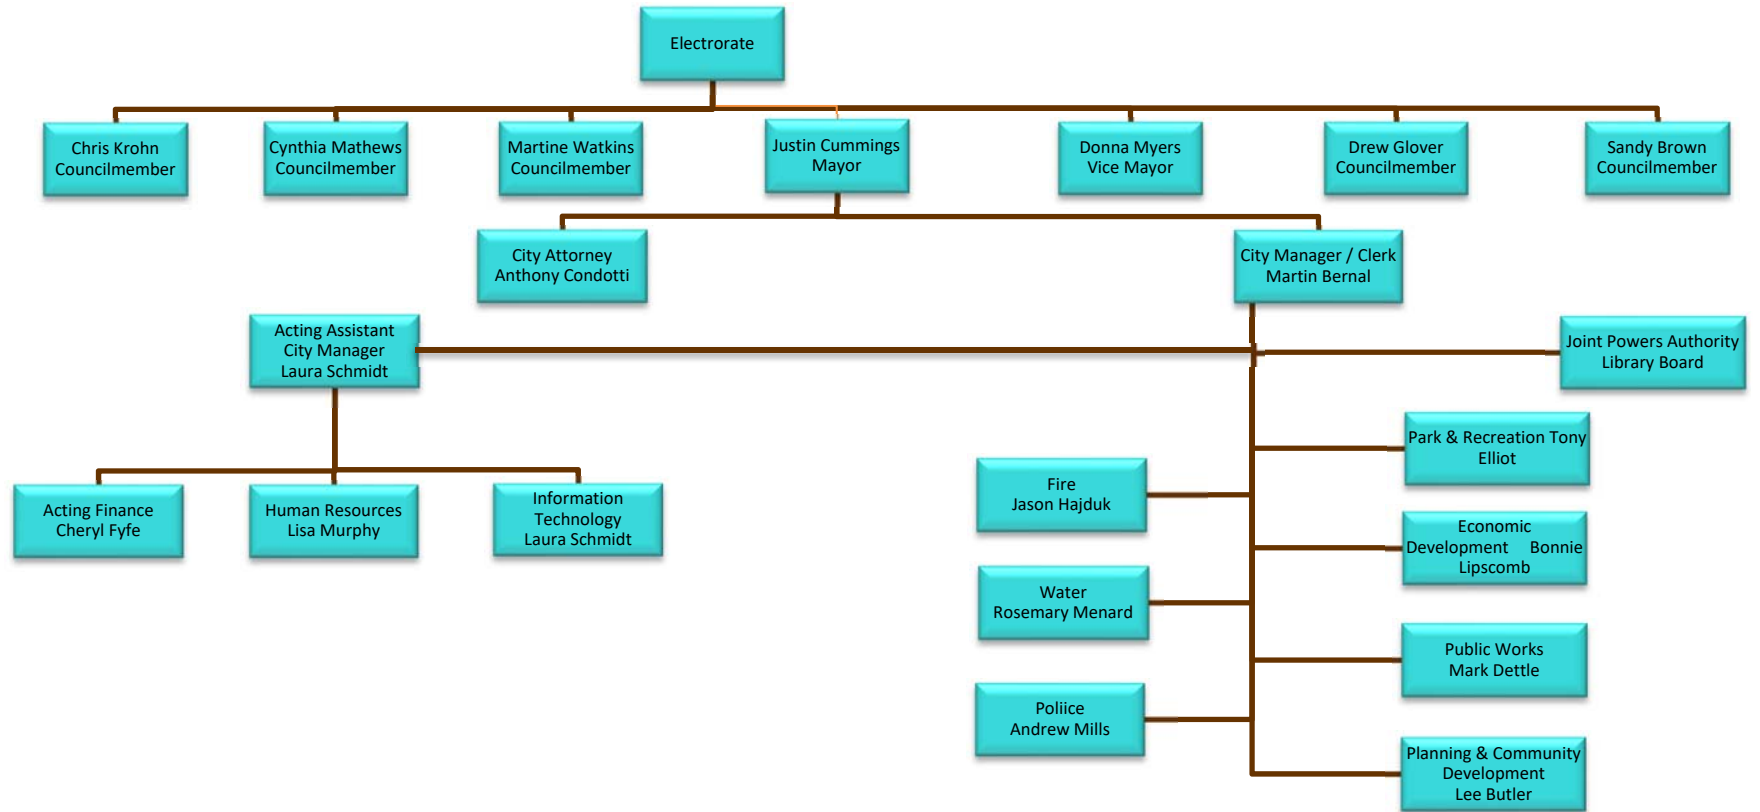 Electrorate
Chris Krohn
Councilmember
Cynthia Mathews
Councilmember
Martine Watkins
Councilmember
Justin Cummings
Mayor
Donna Myers
Vice Mayor
Drew Glover
Councilmember
Sandy Brown
Councilmember
City Attorney
Anthony Condotti
City Manager / Clerk
Martin Bernal
Acting Assistant
City Manager
Laura Schmidt
Joint Powers Authority
Library Board
Park & Recreation Tony
Elliot
Fire
Jason Hajduk
Acting Finance
Cheryl Fyfe
Human Resources
Lisa Murphy
Information
Technology
Laura Schmidt
Economic
Development Bonnie
Lipscomb
Water
Rosemary Menard
Public Works
Mark Dettle
Poliice
Andrew Mills
Planning & Community
Development
Lee Butler